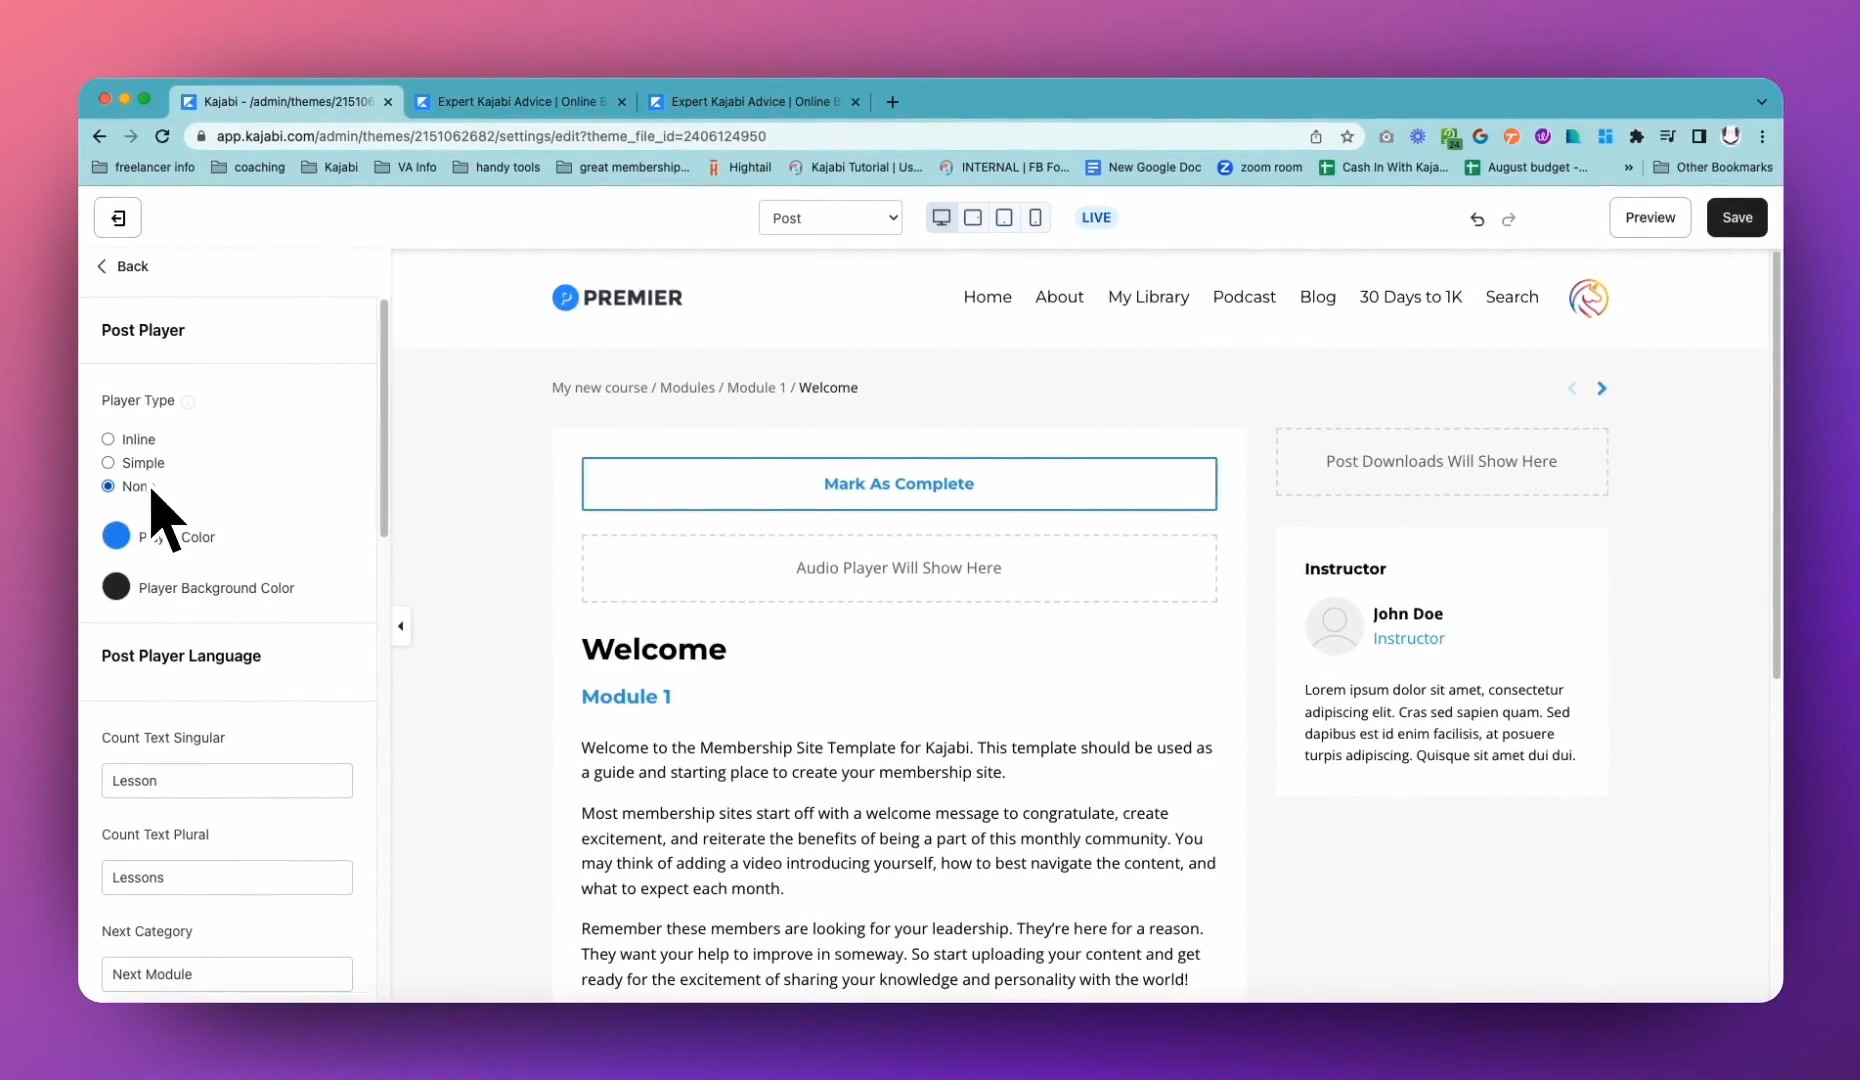 Kajabi - /admin/themes/215106
Expert Kajabi Advice | Online B
Expert Kajabi Advice | Online B
app.kajabi.com/admin/themes/2151062682/settings/edit?theme_file_id=2406124950
24
freelancer info
coaching
Kajabi
VA Info
handy tools
great membership...
Hightail
Kajabi Tutorial | Us...
INTERNAL | FB Fo...
New Google Doc
zoom room
Cash In With Kaja...
August budget -...
»
Other Bookmarks
Post
LIVE
Preview
Save
Back
Post Player
Player Type
Inline
Simple
Color
Player Background Color
Post Player Language
Count Text Singular
Lesson
Count Text Plural
Lessons
Next Category
Next Module
PREMIER
Home
About
My Library
Podcast
Blog
30 Days to 1K
Search
My new course / Modules / Module 1 / Welcome
Mark As Complete
Audio Player Will Show Here
Welcome
Module 1
Welcome to the Membership Site Template for Kajabi. This template should be used as
a guide and starting place to create your membership site.
Most membership sites start off with a welcome message to congratulate, create
excitement, and reiterate the benefits of being a part of this monthly community. You
may think of adding a video introducing yourself, how to best navigate the content, and
what to expect each month.
Remember these members are looking for your leadership. They’re here for a reason.
They want your help to improve in someway. So start uploading your content and get
ready for the excitement of sharing your knowledge and personality with the world!
Post Downloads Will Show Here
Instructor
John Doe
Instructor
Lorem ipsum dolor sit amet, consectetur
adipiscing elit. Cras sed sapien quam. Sed
dapibus est id enim facilisis, at posuere
turpis adipiscing. Quisque sit amet dui dui.